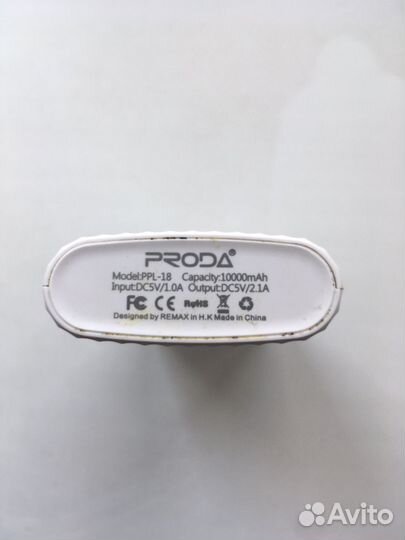 PRODA®
Model:PPL-18 Capacity:10000mAh
Input:DC5V/1.0A Output:DC5V/2.1A
FC CE RoHS
Designed by REMAX in H.K Made in China
Avito